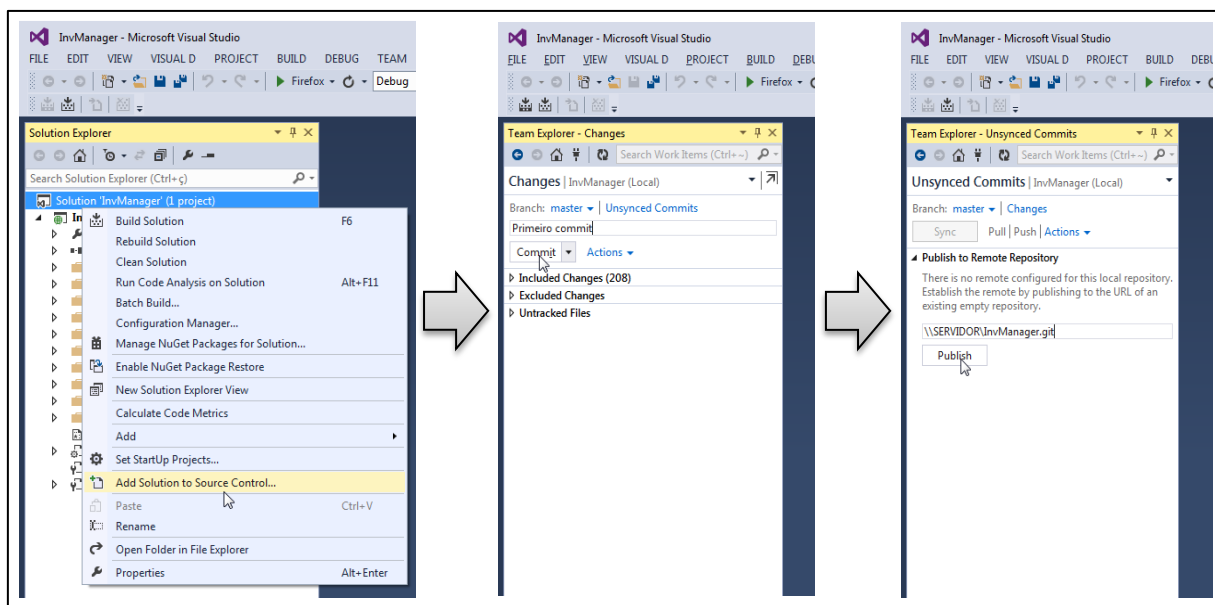 InvManager - Microsoft Visual Studio
FILE EDIT VIEW VISUAL D PROJECT BUILD DEBUG TEAM
Firefox Debug
Solution Explorer
Search Solution Explorer (Ctrl+ç)
Solution 'InvManager' (1 project)
In
Build Solution F6
Rebuild Solution
Clean Solution
Run Code Analysis on Solution Alt+F11
Batch Build...
Configuration Manager...
Manage NuGet Packages for Solution...
Enable NuGet Package Restore
New Solution Explorer View
Calculate Code Metrics
Add
Set StartUp Projects...
Add Solution to Source Control...
Paste Ctrl+V
Rename
Open Folder in File Explorer
Properties Alt+Enter
InvManager - Microsoft Visual Studio
FILE EDIT VIEW VISUAL D PROJECT BUILD DEBU
Firefox
Team Explorer - Changes
Search Work Items (Ctrl+~)
Changes | InvManager (Local)
Branch: master | Unsynced Commits
Primeiro commit
Commit Actions
Included Changes (208)
Excluded Changes
Untracked Files
InvManager - Microsoft Visual Studio
FILE EDIT VIEW VISUAL D PROJECT BUILD DEBU
Firefox
Team Explorer - Unsynced Commits
Search Work Items (Ctrl+~)
Unsynced Commits | InvManager (Local)
Branch: master | Changes
Sync Pull | Push | Actions
Publish to Remote Repository
There is no remote configured for this local repository.
Establish the remote by publishing to the URL of an
existing empty repository.
\\SERVIDOR\InvManager.git
Publish